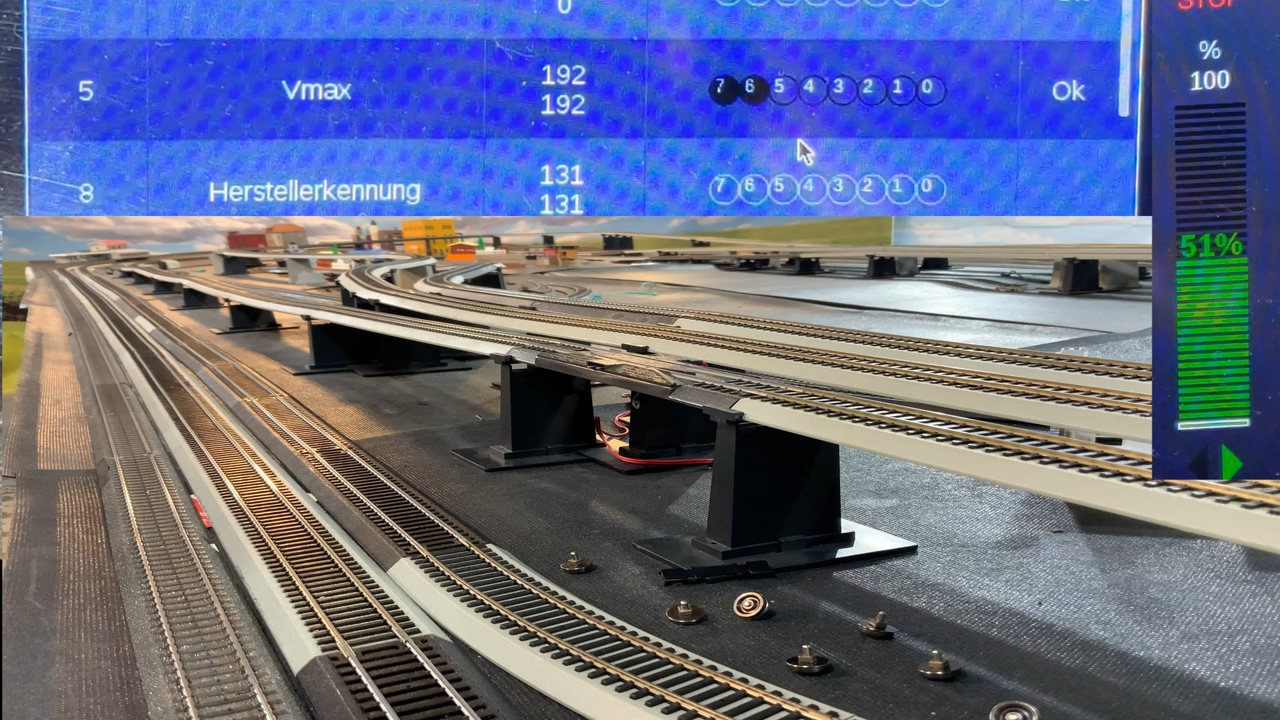 0
5 Vmax 192 7 6 5 4 3 2 1 0 Ok
192
8 Herstellerkennung 131 7 6 5 4 3 2 1 0
131
STOP
%
100
51%